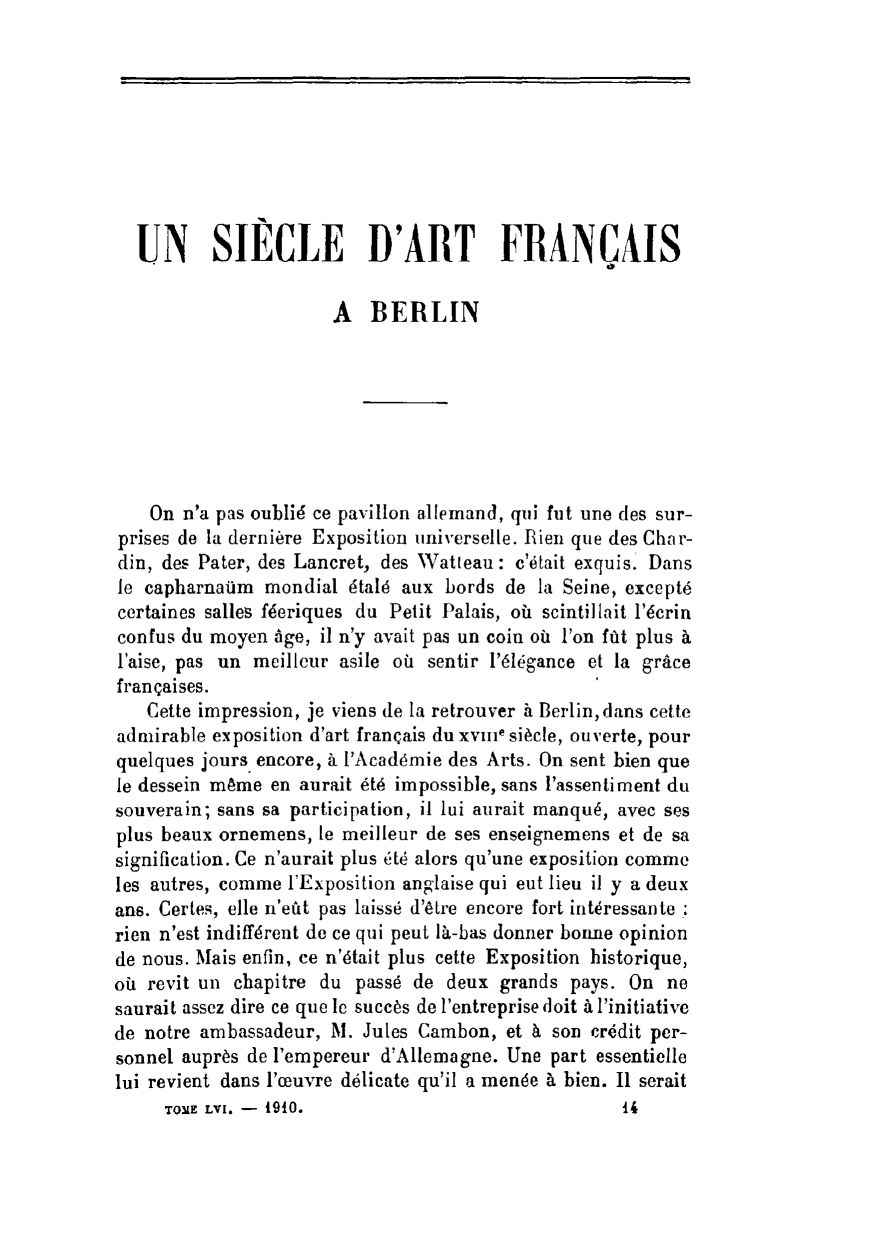 UN SIÈCLE D'ART FRANÇAIS
A BERLIN
On n'a pas oublié ce pavillon allemand, qui fut une des sur-
prises de la dernière Exposition universelle. Rien que des Char-
din, des Pater, des Lancret, des Watteau : c'était exquis. Dans
le capharnaüm mondial étalé aux bords de la Seine, excepté
certaines salles féeriques du Petit Palais, où scintillait l'écrin
confus du moyen âge, il n'y avait pas un coin où l'on fût plus à
l'aise, pas un meilleur asile où sentir l'élégance et la grâce
françaises.
Cette impression, je viens de la retrouver à Berlin, dans cette
admirable exposition d'art français du XVIIIe siècle, ouverte, pour
quelques jours encore, à l'Académie des Arts. On sent bien que
le dessein même en aurait été impossible, sans l'assentiment du
souverain; sans sa participation, il lui aurait manqué, avec ses
plus beaux ornemens, le meilleur de ses enseignemens et de sa
signification. Ce n'aurait plus été alors qu'une exposition comme
les autres, comme l'Exposition anglaise qui eut lieu il y a deux
ans. Certes, elle n'eût pas laissé d'être encore fort intéressante :
rien n'est indifférent de ce qui peut là-bas donner bonne opinion
de nous. Mais enfin, ce n'était plus cette Exposition historique,
où revit un chapitre du passé de deux grands pays. On ne
saurait assez dire ce que le succès de l'entreprise doit à l'initiative
de notre ambassadeur, M. Jules Cambon, et à son crédit per-
sonnel auprès de l'empereur d'Allemagne. Une part essentielle
lui revient dans l'œuvre délicate qu'il a menée à bien. Il serait
TOME LVI. — 1910. 14